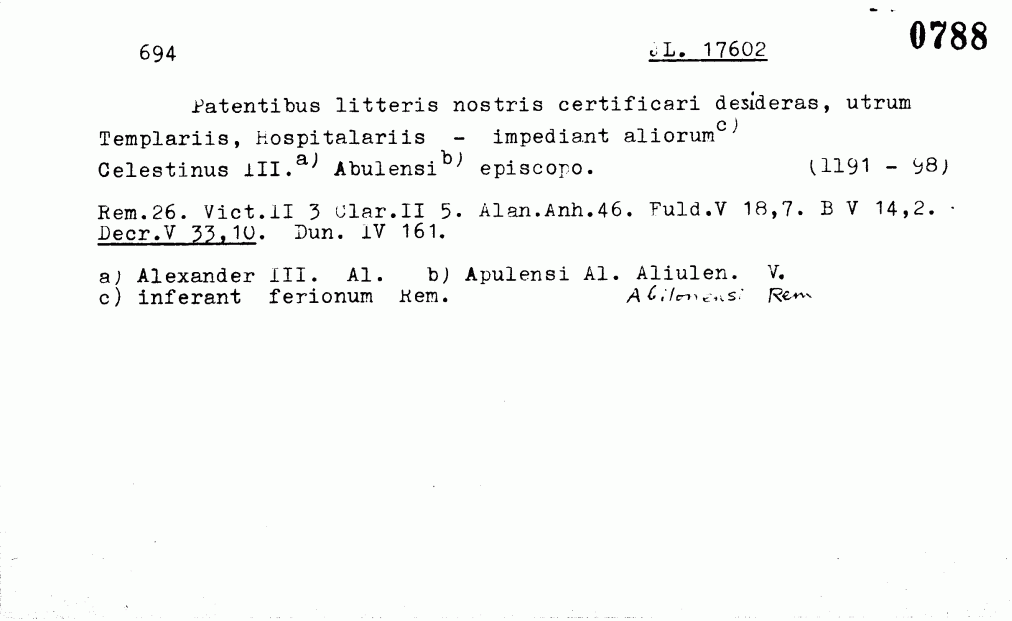 0788
694 JL. 17602
Patentibus litteris nostris certificari desideras, utrum
Templariis, Hospitalariis - impediant aliorum c)
Celestinus III. a) Abulensi b) episcopo. (1191 - 98)
Rem.26. Vict.II 3 Clar.II 5. Alan.Anh.46. Fuld.V 18,7. B V 14,2.
Decr.V 33,10. Dun. IV 161.
a) Alexander III. Al. b) Apulensi Al. Aliulen. V.
c) inferant ferionum Rem. Rem